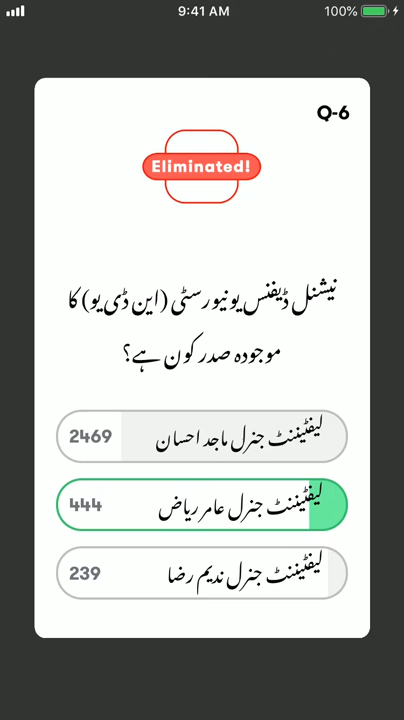 9:41 AM
100%
Q-6
Eliminated!
نیشنل ڈیفنس یونیورسٹی (این ڈی یو) کا
موجودہ صدر کون ہے؟
لیفٹیننٹ جنرل ماجد احسان
2469
لیفٹیننٹ جنرل عامر ریاض
444
لیفٹیننٹ جنرل ندیم رضا
239